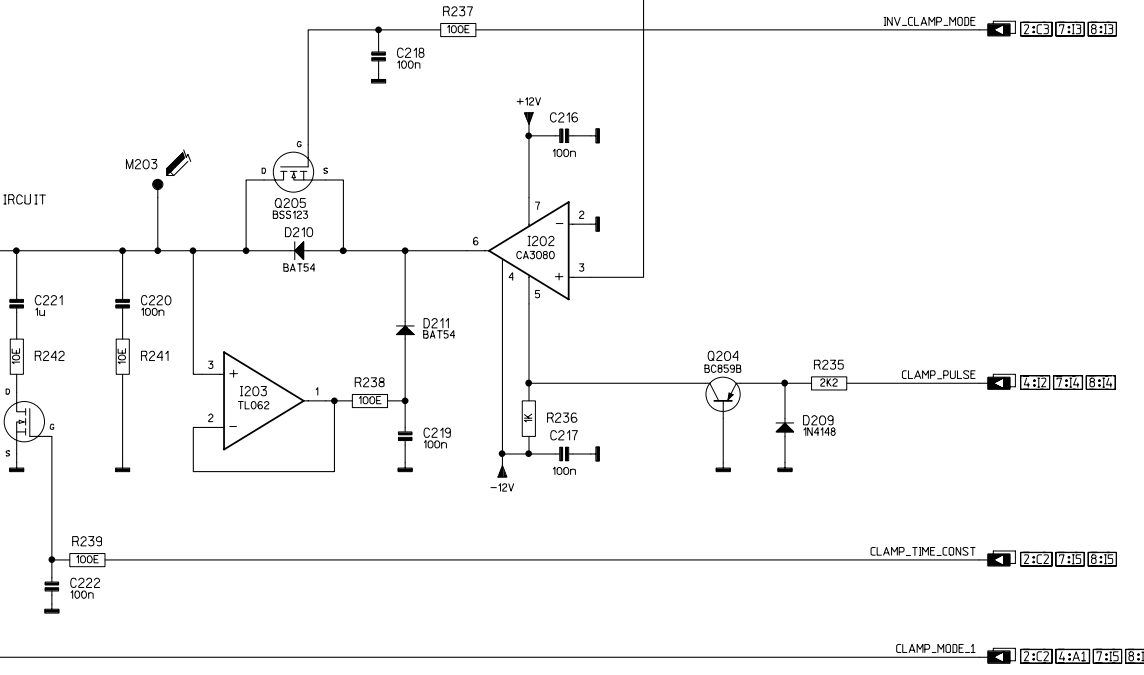 R237
100E
INV_CLAMP_MODE
2:C3 7:I3 8:I3
C218
100n
+12V
C216
100n
G
D S
Q205
BSS123
M203
IRCUIT
D210
BAT54
7
2
6
I202
CA3080
3
4
5
C221
1u
C220
100n
D211
BAT54
10E R242
10E R241
3
I203
TL062
1
2
R238
100E
C219
100n
Q204
BC859B
R235
2K2
CLAMP_PULSE
4:I2 7:I4 8:I4
D
G
S
1K R236
C217
100n
-12V
D209
1N4148
R239
100E
CLAMP_TIME_CONST
2:C2 7:I5 8:I5
C222
100n
CLAMP_MODE_1
2:C2 4:A1 7:I5